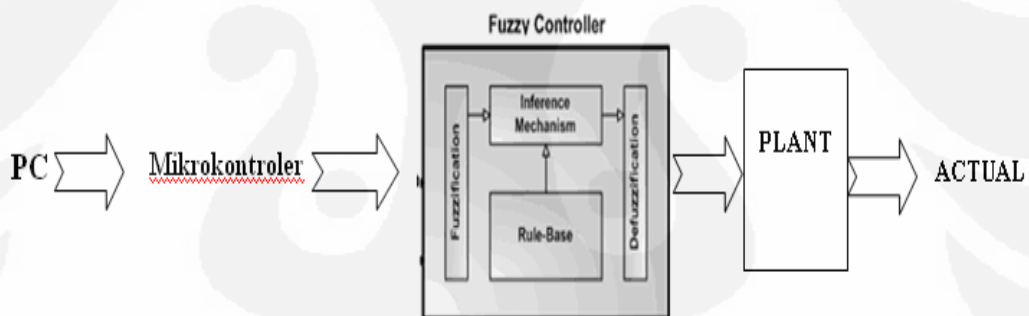 Fuzzy Controller
PC
Mikrokontroler
Fuzzification
Inference
Mechanism
Rule-Base
Defuzzification
PLANT
ACTUAL